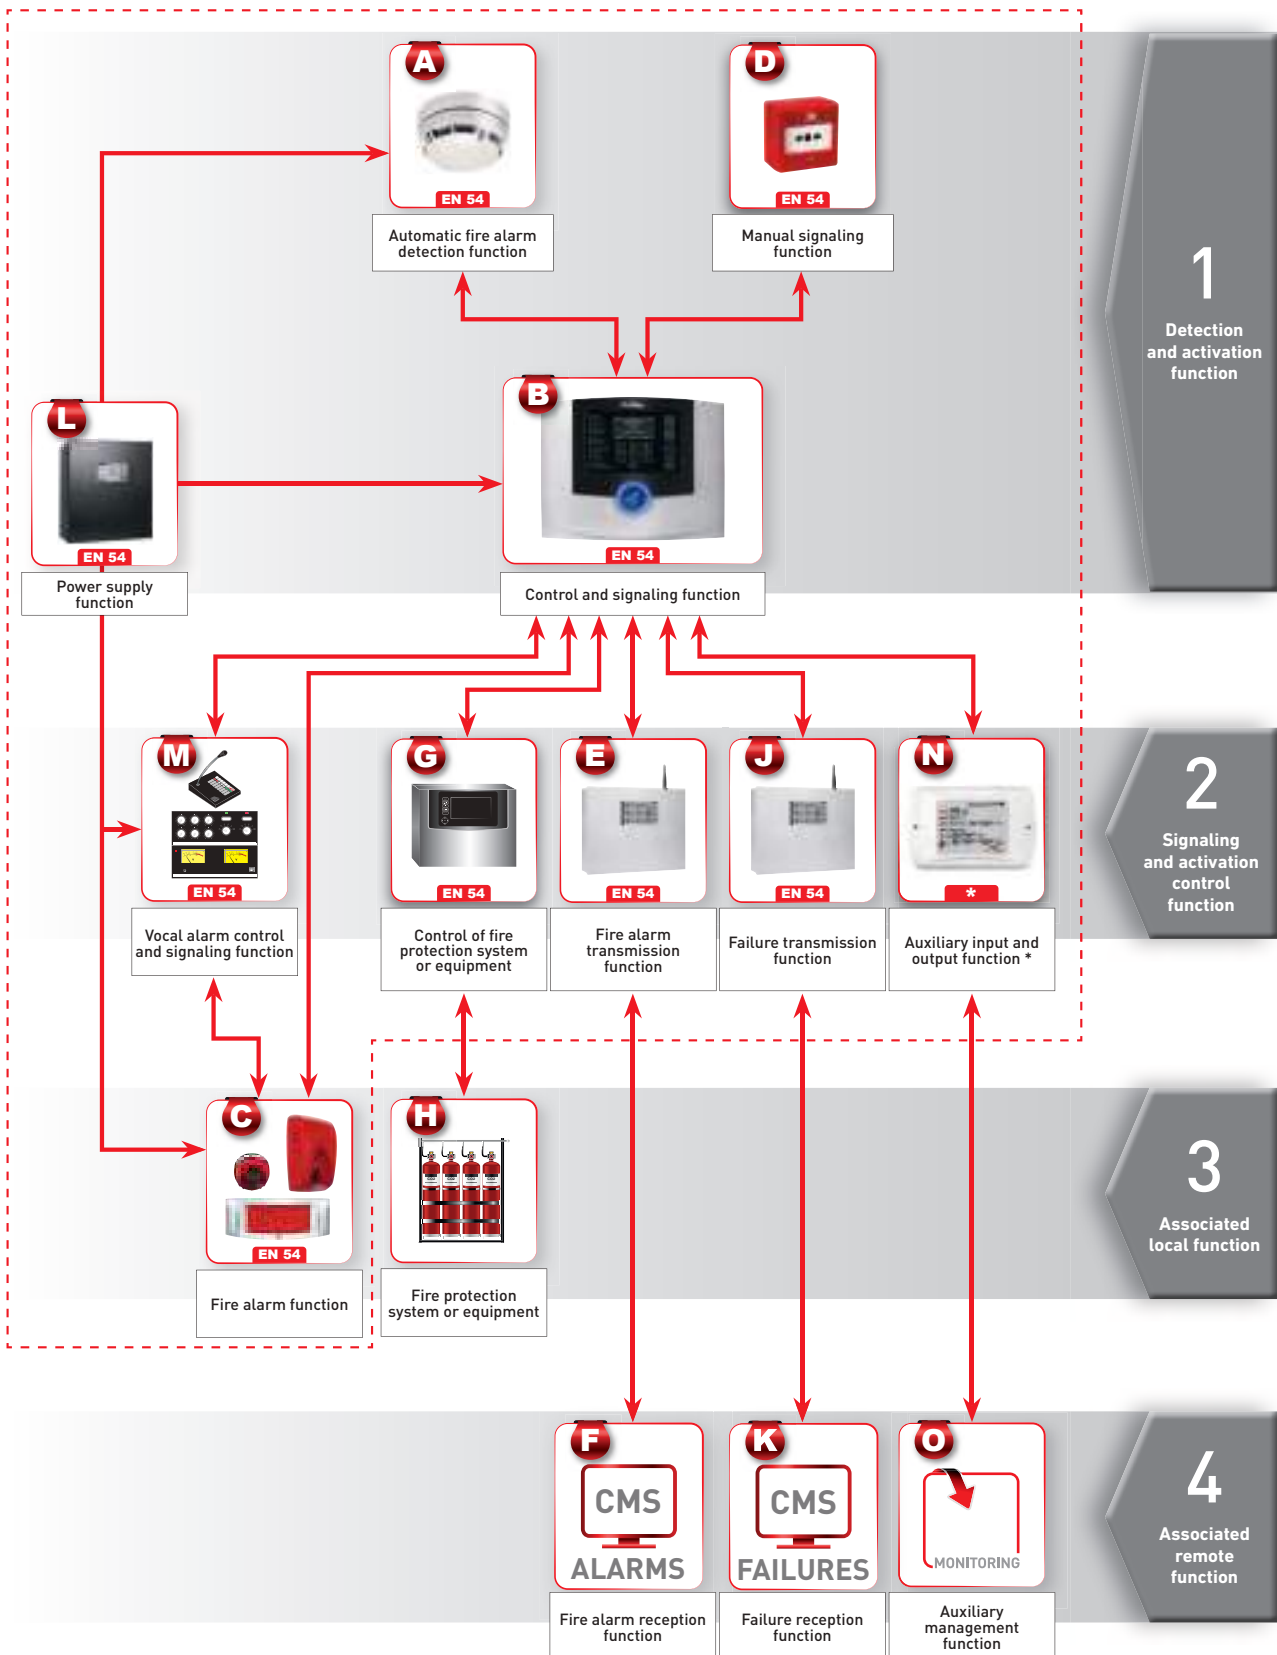 A
EN 54
Automatic fire alarm
detection function
D
EN 54
Manual signaling
function
1
Detection
and activation
function
L
EN 54
Power supply
function
B
EN 54
Control and signaling function
M
EN 54
Vocal alarm control
and signaling function
G
EN 54
Control of fire
protection system
or equipment
E
EN 54
Fire alarm
transmission
function
J
EN 54
Failure transmission
function
N
*
Auxiliary input and
output function *
2
Signaling
and activation
control
function
C
EN 54
Fire alarm function
H
Fire protection
system or equipment
3
Associated
local function
F
CMS
ALARMS
Fire alarm reception
function
K
CMS
FAILURES
Failure reception
function
O
MONITORING
Auxiliary
management
function
4
Associated
remote
function